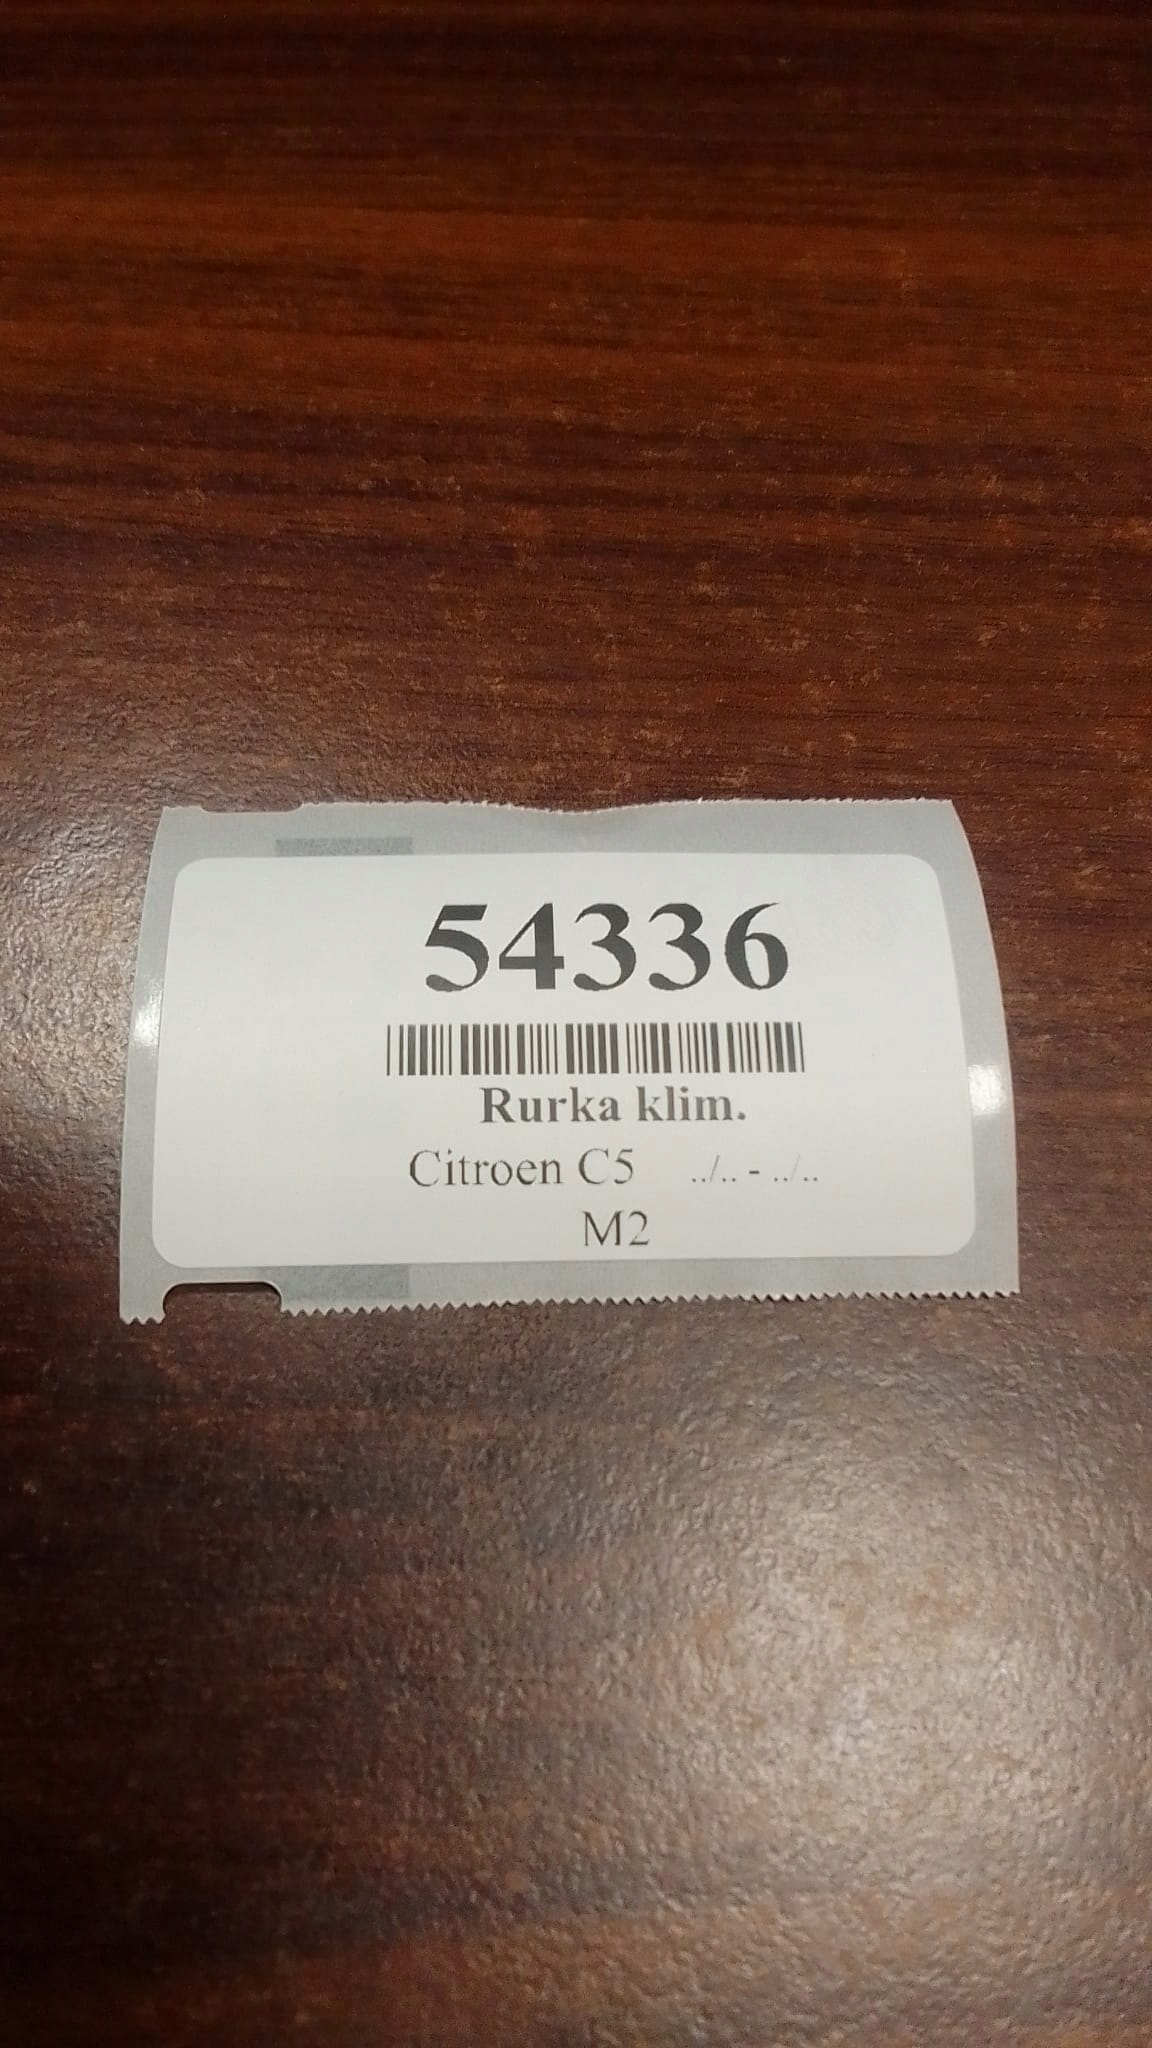 54336
Rurka klim.
Citroen C5 ../.. - ../..
M2